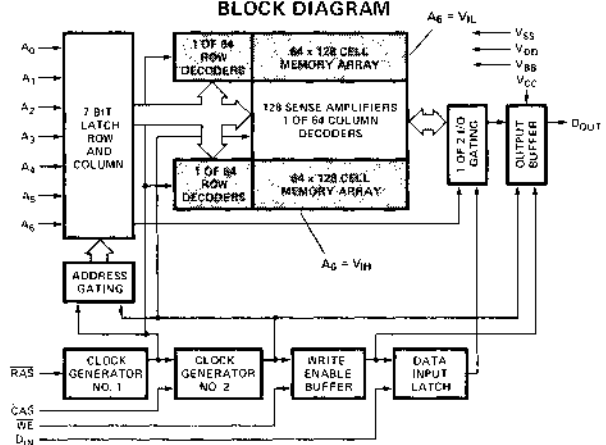 BLOCK DIAGRAM
A6 = VIL
VSS
VDD
VBB
VCC
A0
A1
A2
A3
A4
A5
A6
7 BIT
LATCH
ROW
AND
COLUMN
1 OF 64
ROW
DECODERS
64 x 128 CELL
MEMORY ARRAY
128 SENSE AMPLIFIERS
1 OF 64 COLUMN
DECODERS
1 OF 64
ROW
DECODERS
64 x 128 CELL
MEMORY ARRAY
1 OF 2 I/O
GATING
OUTPUT
BUFFER
DOUT
A6 = VIH
ADDRESS
GATING
RAS
CLOCK
GENERATOR
NO. 1
CLOCK
GENERATOR
NO. 2
WRITE
ENABLE
BUFFER
DATA
INPUT
LATCH
CAS
WE
DIN